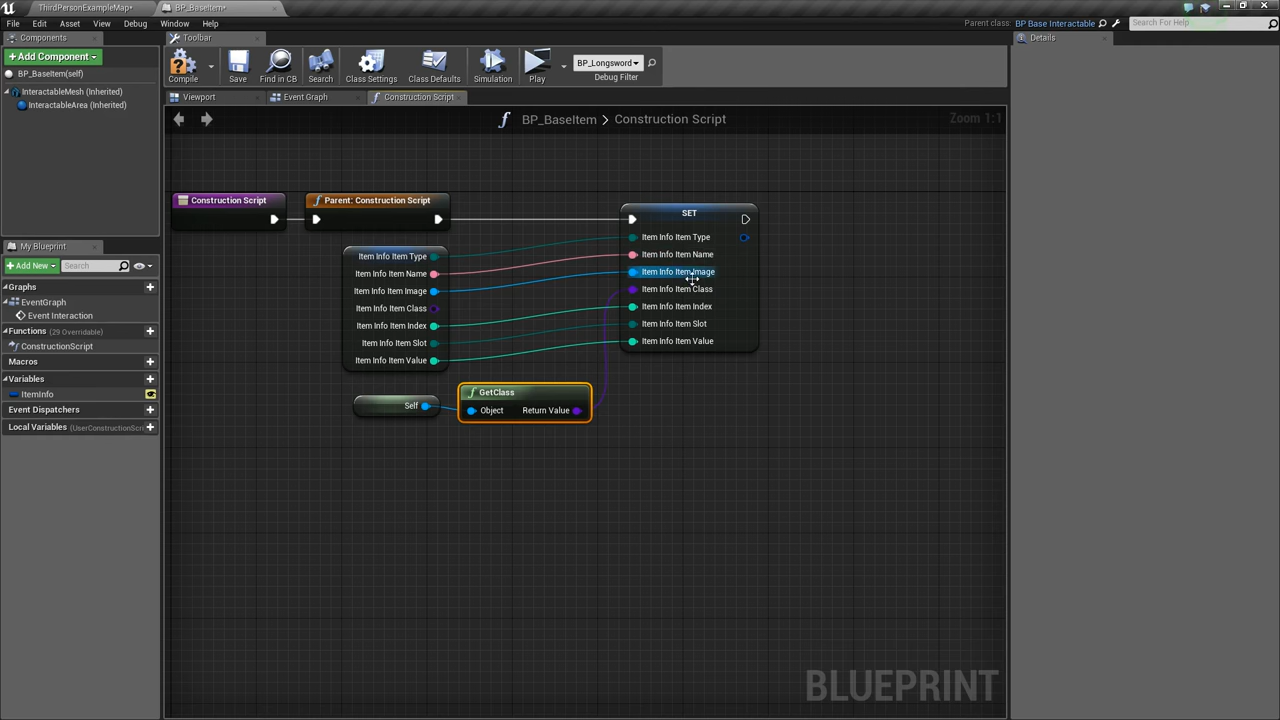 ThirdPersonExampleMap*
BP_BaseItem*
File Edit Asset View Debug Window Help
Parent class: BP Base Interactable
Search For Help
Components
Toolbar
Details
+Add Component
BP_BaseItem(self)
InteractableMesh (Inherited)
InteractableArea (Inherited)
Compile
Save
Find in CB
Search
Class Settings
Class Defaults
Simulation
Play
BP_Longsword
Debug Filter
Viewport
Event Graph
Construction Script
BP_BaseItem > Construction Script
Zoom 1:1
My Blueprint
+Add New
Search
Graphs
EventGraph
Event Interaction
Functions (29 Overridable)
ConstructionScript
Macros
Variables
ItemInfo
Event Dispatchers
Local Variables (UserConstructionScri
Construction Script
Parent: Construction Script
Item Info Item Type
Item Info Item Name
Item Info Item Image
Item Info Item Class
Item Info Item Index
Item Info Item Slot
Item Info Item Value
Self
GetClass
Object Return Value
SET
Item Info Item Type
Item Info Item Name
Item Info Item Image
Item Info Item Class
Item Info Item Index
Item Info Item Slot
Item Info Item Value
BLUEPRINT